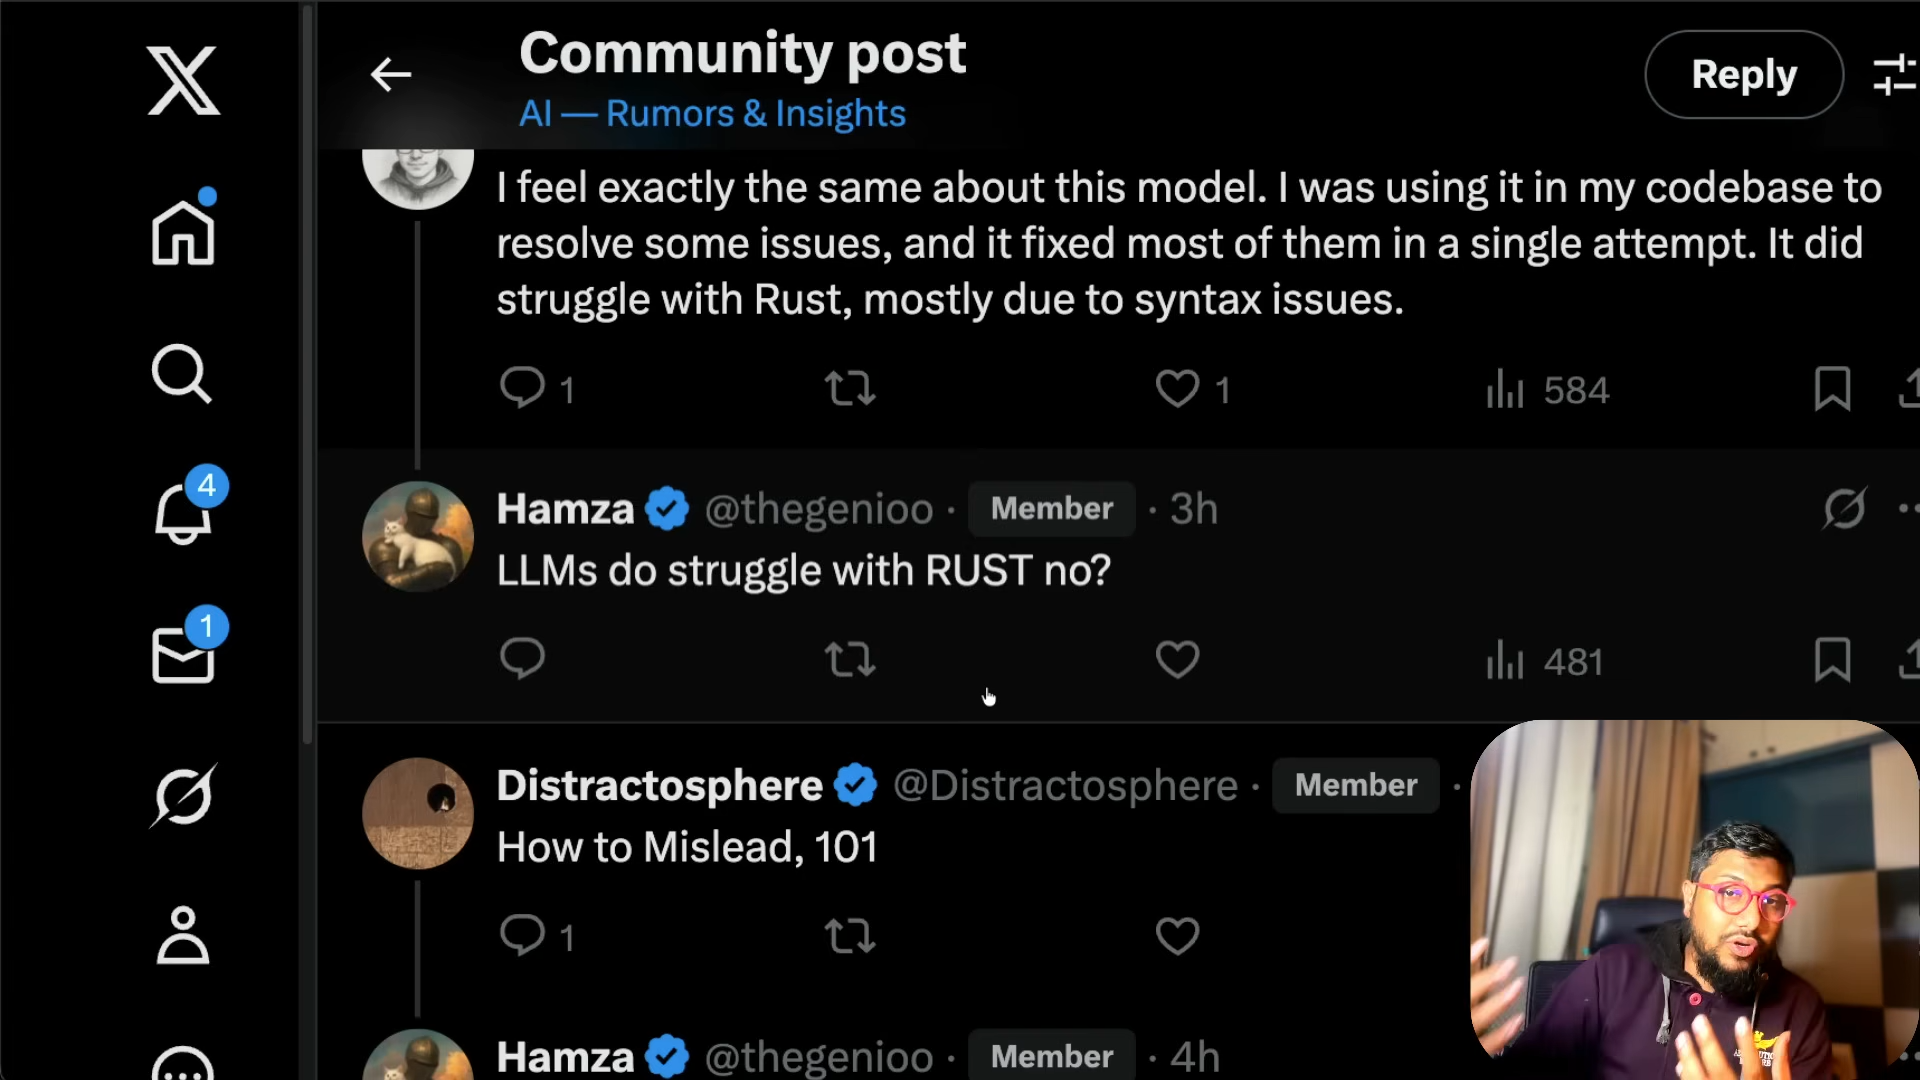 Community post
AI — Rumors & Insights
Reply
I feel exactly the same about this model. I was using it in my codebase to
resolve some issues, and it fixed most of them in a single attempt. It did
struggle with Rust, mostly due to syntax issues.
1
1
584
4
Hamza @thegenioo · Member · 3h
LLMs do struggle with RUST no?
1
481
Distractosphere @Distractosphere · Member ·
How to Mislead, 101
1
Hamza @thegenioo · Member · 4h